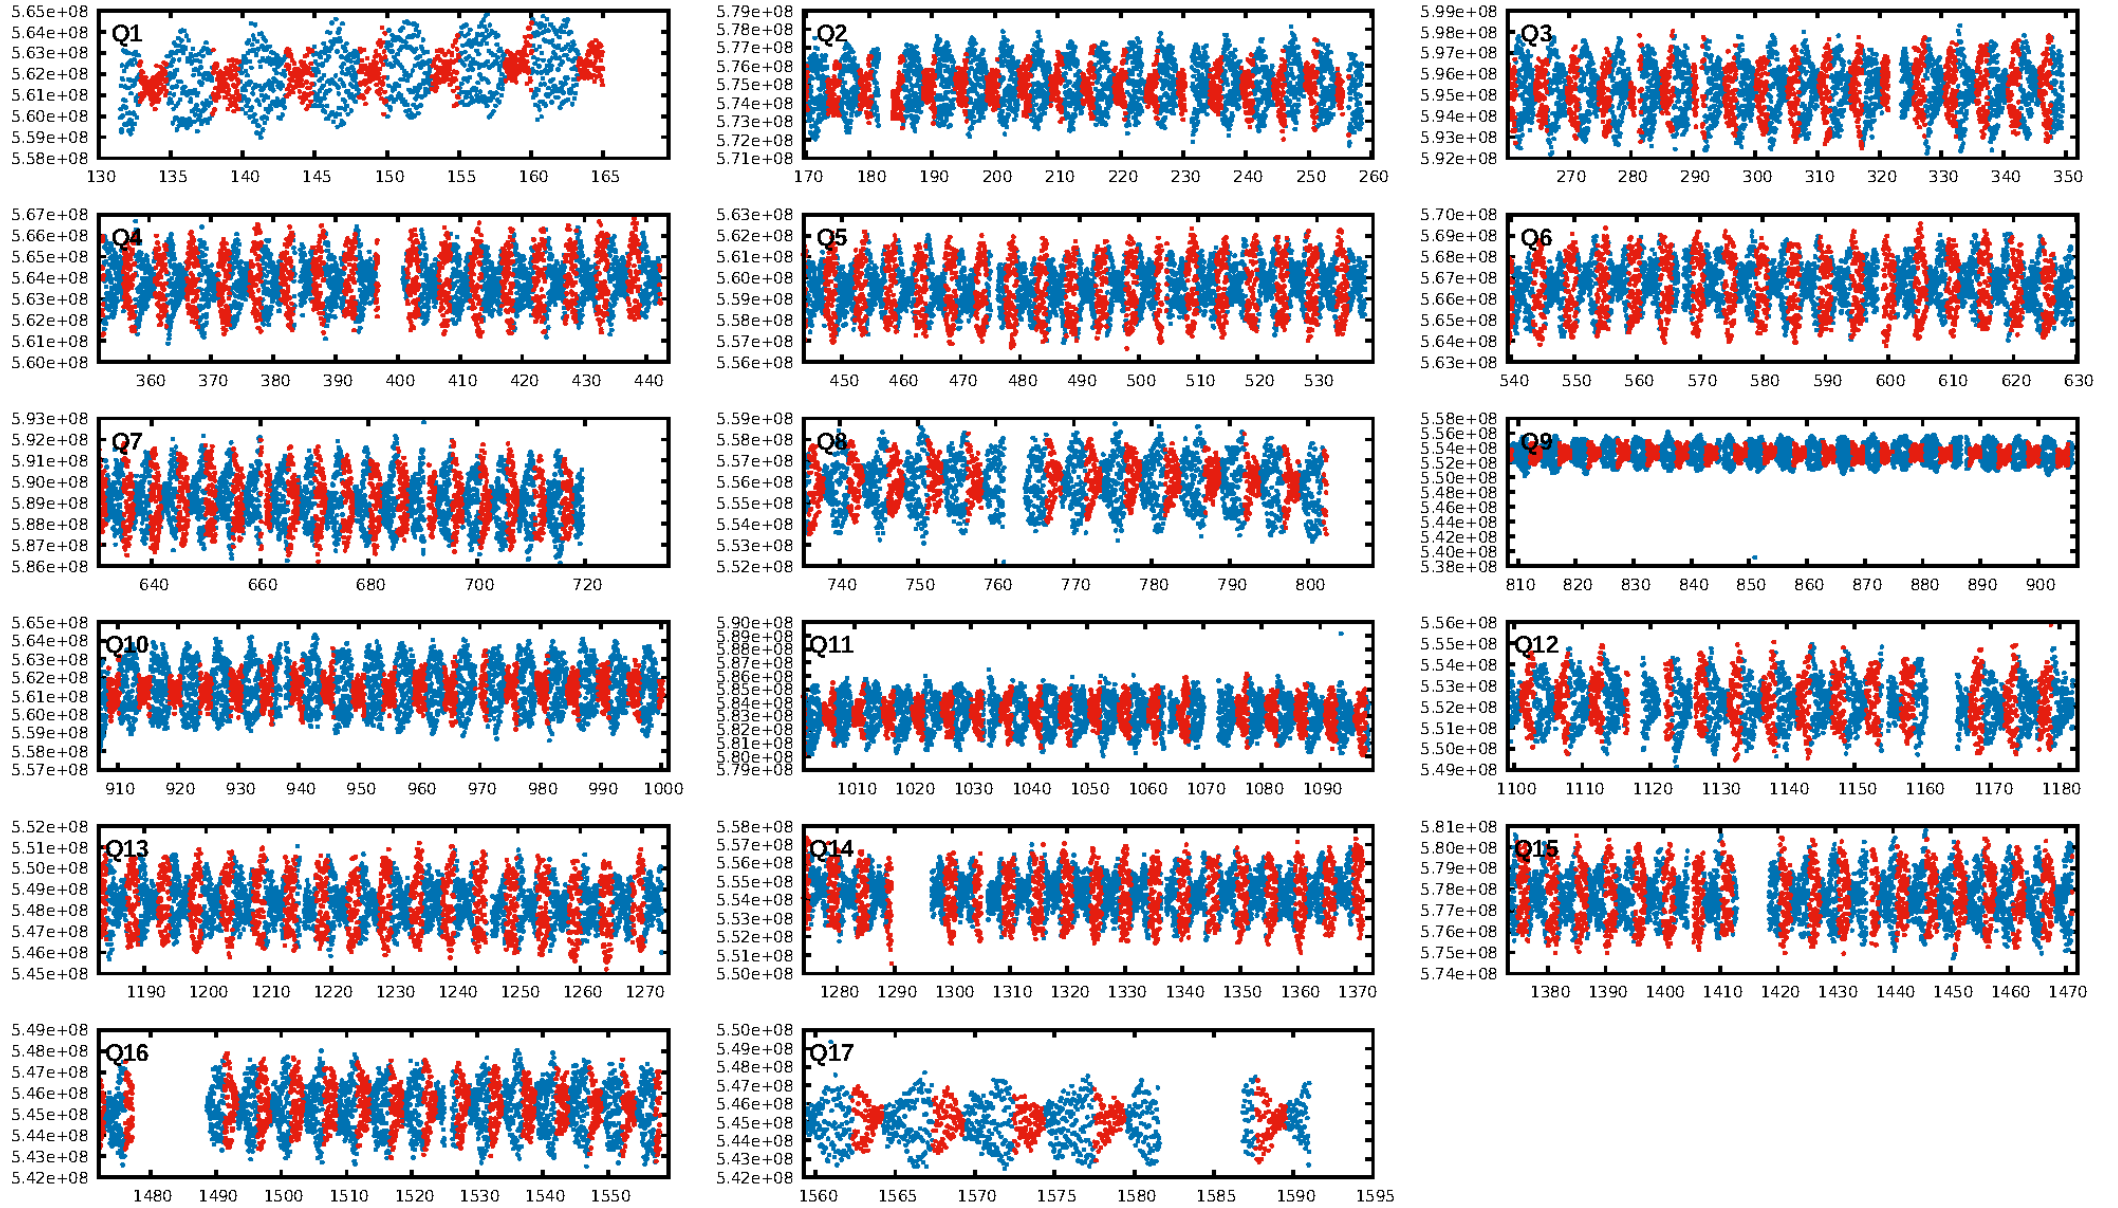 5.65e+08
5.64e+08
5.63e+08
5.62e+08
5.61e+08
5.60e+08
5.59e+08
5.58e+08
Q1
130 135 140 145 150 155 160 165
5.79e+08
5.78e+08
5.77e+08
5.76e+08
5.75e+08
5.74e+08
5.73e+08
5.72e+08
5.71e+08
Q2
170 180 190 200 210 220 230 240 250 260
5.99e+08
5.98e+08
5.97e+08
5.96e+08
5.95e+08
5.94e+08
5.93e+08
5.92e+08
Q3
270 280 290 300 310 320 330 340 350
5.67e+08
5.66e+08
5.65e+08
5.64e+08
5.63e+08
5.62e+08
5.61e+08
5.60e+08
Q4
360 370 380 390 400 410 420 430 440
5.63e+08
5.62e+08
5.61e+08
5.60e+08
5.59e+08
5.58e+08
5.57e+08
5.56e+08
Q5
450 460 470 480 490 500 510 520 530
5.70e+08
5.69e+08
5.68e+08
5.67e+08
5.66e+08
5.65e+08
5.64e+08
5.63e+08
Q6
540 550 560 570 580 590 600 610 620 630
5.93e+08
5.92e+08
5.91e+08
5.90e+08
5.89e+08
5.88e+08
5.87e+08
5.86e+08
Q7
640 660 680 700 720
5.59e+08
5.58e+08
5.57e+08
5.56e+08
5.55e+08
5.54e+08
5.53e+08
5.52e+08
Q8
740 750 760 770 780 790 800
5.58e+08
5.56e+08
5.54e+08
5.52e+08
5.50e+08
5.48e+08
5.46e+08
5.44e+08
5.42e+08
5.40e+08
5.38e+08
Q9
810 820 830 840 850 860 870 880 890 900
5.65e+08
5.64e+08
5.63e+08
5.62e+08
5.61e+08
5.60e+08
5.59e+08
5.58e+08
5.57e+08
Q10
910 920 930 940 950 960 970 980 990 1000
5.90e+08
5.89e+08
5.88e+08
5.87e+08
5.86e+08
5.85e+08
5.84e+08
5.83e+08
5.82e+08
5.81e+08
5.80e+08
5.79e+08
Q11
1010 1020 1030 1040 1050 1060 1070 1080 1090
5.56e+08
5.55e+08
5.54e+08
5.53e+08
5.52e+08
5.51e+08
5.50e+08
5.49e+08
Q12
1100 1110 1120 1130 1140 1150 1160 1170 1180
5.52e+08
5.51e+08
5.50e+08
5.49e+08
5.48e+08
5.47e+08
5.46e+08
5.45e+08
Q13
1190 1200 1210 1220 1230 1240 1250 1260 1270
5.58e+08
5.57e+08
5.56e+08
5.55e+08
5.54e+08
5.53e+08
5.52e+08
5.51e+08
5.50e+08
Q14
1280 1290 1300 1310 1320 1330 1340 1350 1360 1370
5.81e+08
5.80e+08
5.79e+08
5.78e+08
5.77e+08
5.76e+08
5.75e+08
5.74e+08
Q15
1380 1390 1400 1410 1420 1430 1440 1450 1460 1470
5.49e+08
5.48e+08
5.47e+08
5.46e+08
5.45e+08
5.44e+08
5.43e+08
5.42e+08
Q16
1480 1490 1500 1510 1520 1530 1540 1550
5.50e+08
5.49e+08
5.48e+08
5.47e+08
5.46e+08
5.45e+08
5.44e+08
5.43e+08
5.42e+08
Q17
1560 1565 1570 1575 1580 1585 1590 1595